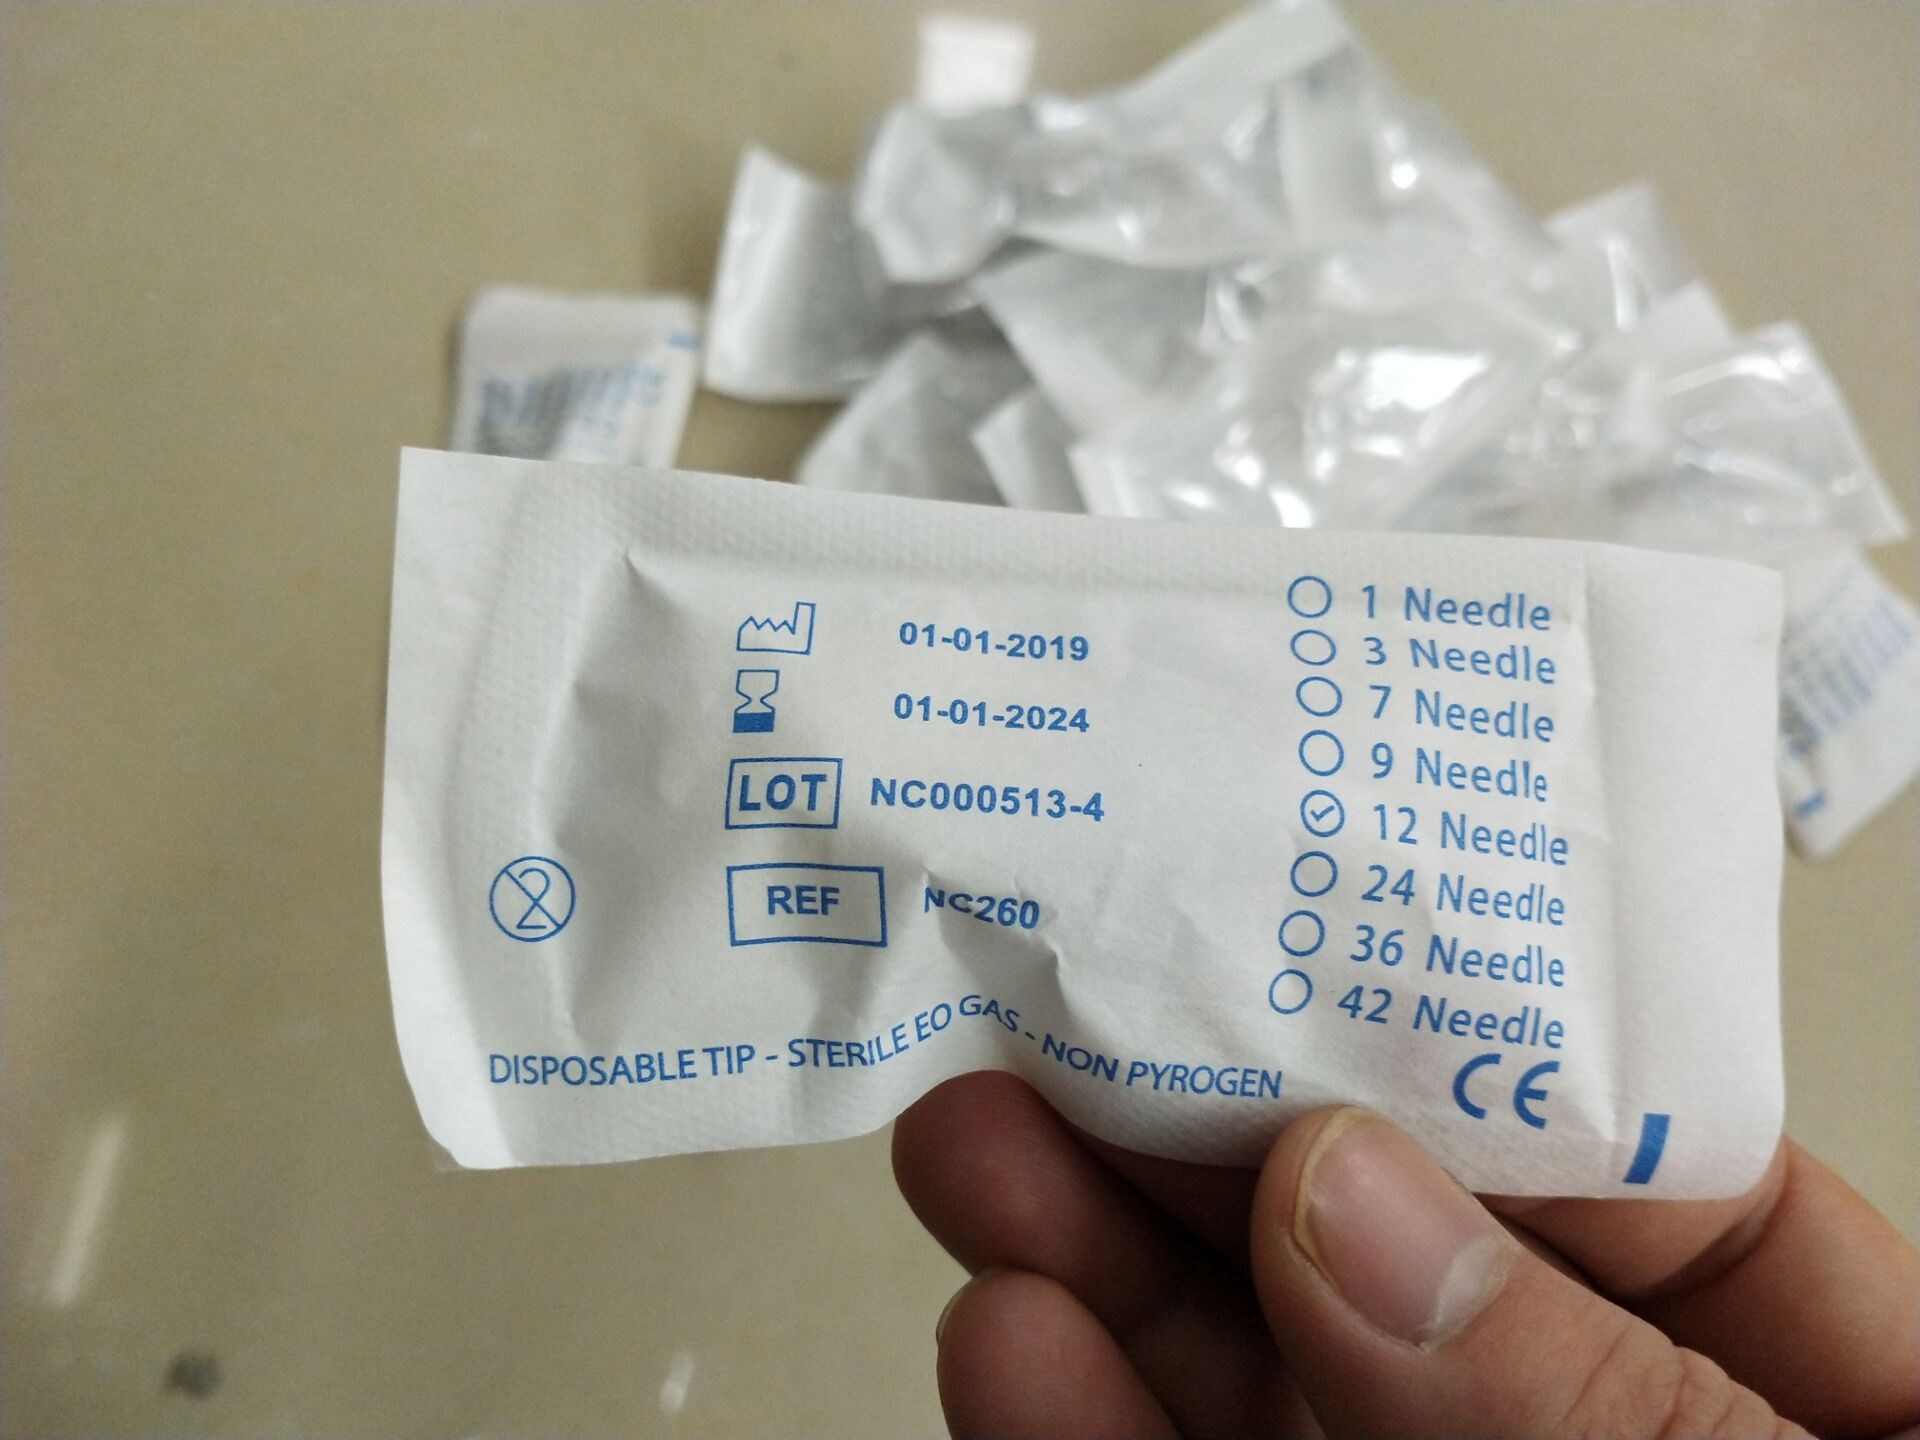 01-01-2019
01-01-2024
LOT NC000513-4
REF NC260
2
1 Needle
3 Needle
7 Needle
9 Needle
12 Needle
24 Needle
36 Needle
42 Needle
DISPOSABLE TIP - STERILE EO GAS - NON PYROGEN
CE